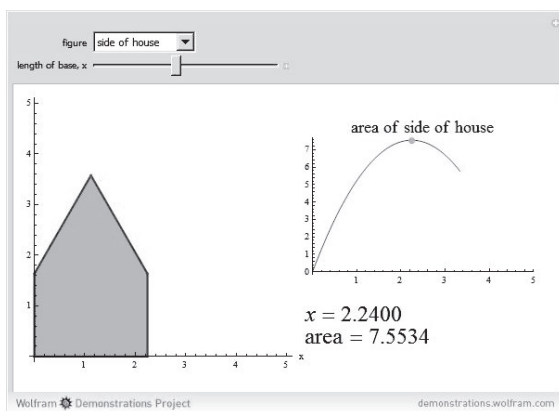 figure side of house
length of base, x
5
4
3
2
1
1 2 3 4 5 x
area of side of house
7
6
5
4
3
2
1
0
1 2 3 4 5
x = 2.2400
area = 7.5534
Wolfram Demonstrations Project
demonstrations.wolfram.com